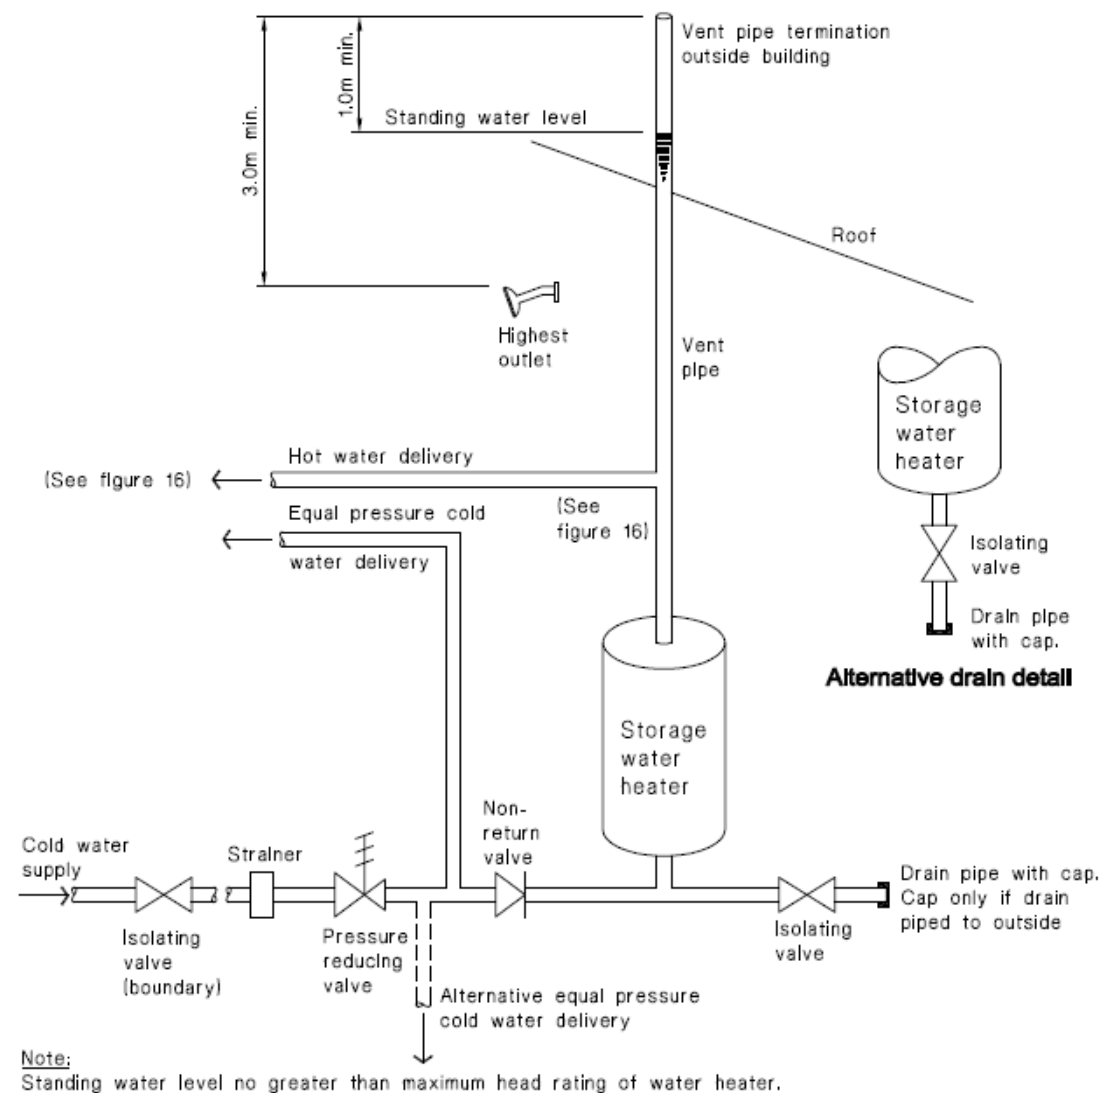 Vent pipe termination
outside building
1.0m min.
3.0m min.
Standing water level
Roof
Highest
outlet
Vent
pipe
Storage
water
heater
Isolating
valve
Drain pipe
with cap.
Alternative drain detail
Hot water delivery
(See figure 16)
(See
figure 16)
Equal pressure cold
water delivery
Storage
water
heater
Non-
return
valve
Cold water
supply
Strainer
Isolating
valve
(boundary)
Pressure
reducing
valve
Isolating
valve
Drain pipe with cap.
Cap only if drain
piped to outside
Alternative equal pressure
cold water delivery
Note:
Standing water level no greater than maximum head rating of water heater.